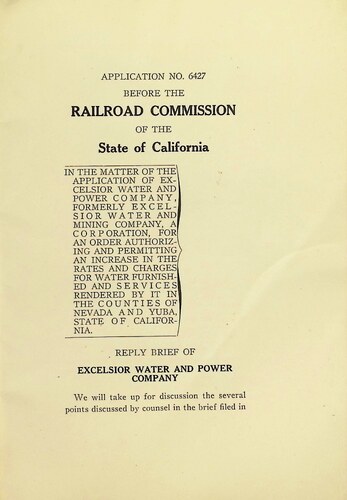 APPLICATION NO. 6427
BEFORE THE
RAILROAD COMMISSION
OF THE
State of California
IN THE MATTER OF THE
APPLICATION OF EX-
CELSIOR WATER AND
POWER COMPANY,
FORMERLY EXCEL-
SIOR WATER AND
MINING COMPANY, A
CORPORATION, FOR
AN ORDER AUTHORIZ-
ING AND PERMITTING
AN INCREASE IN THE
RATES AND CHARGES
FOR WATER FURNISH-
ED AND SERVICES
RENDERED BY IT IN
THE COUNTIES OF
NEVADA AND YUBA,
STATE OF CALIFOR-
NIA.
REPLY BRIEF OF
EXCELSIOR WATER AND POWER
COMPANY
We will take up for discussion the several
points discussed by counsel in the brief filed in